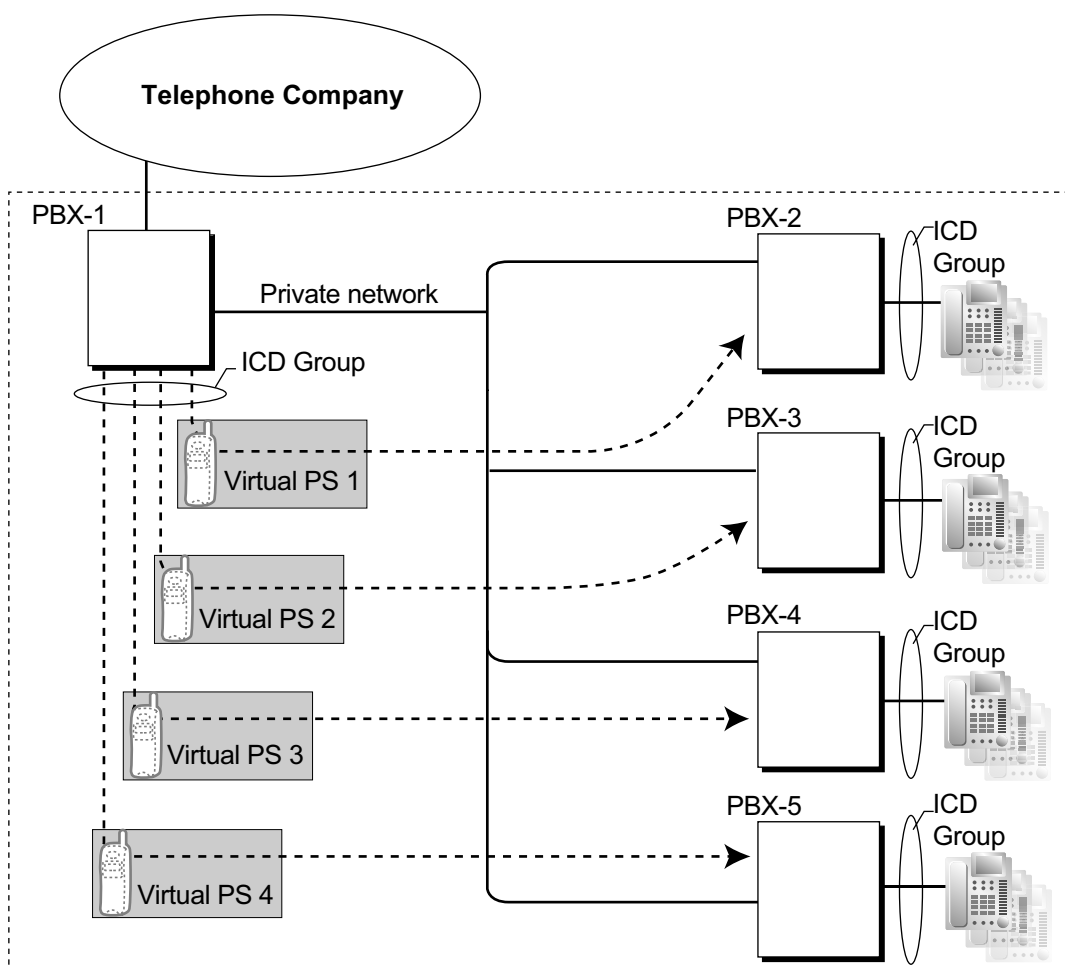 Telephone Company
PBX-1
Private network
ICD Group
Virtual PS 1
Virtual PS 2
Virtual PS 3
Virtual PS 4
PBX-2
ICD
Group
PBX-3
ICD
Group
PBX-4
ICD
Group
PBX-5
ICD
Group